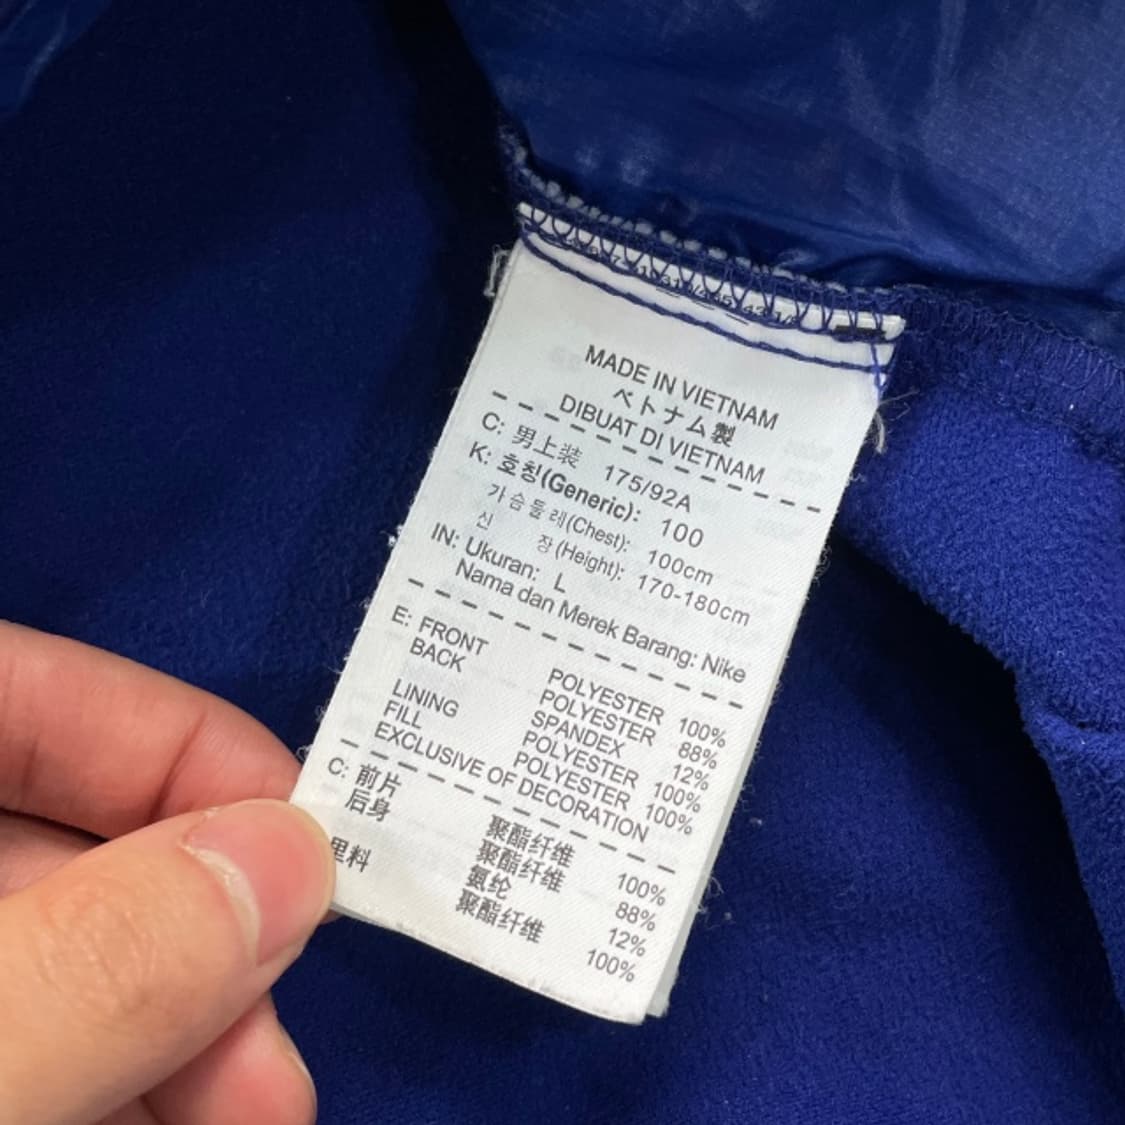 MADE IN VIETNAM
ベトナム製
DIBUAT DI VIETNAM
C: 男上装 175/92A
K: 호칭(Generic): 100
가슴둘레(Chest): 100cm
신 장(Height): 170-180cm
IN: Ukuran: L
Nama dan Merek Barang: Nike
E: FRONT POLYESTER 100%
BACK POLYESTER 88%
SPANDEX 12%
LINING POLYESTER 100%
FILL POLYESTER 100%
EXCLUSIVE OF DECORATION
C: 前片 聚酯纤维 100%
后身 聚酯纤维 88%
氨纶 12%
里料 聚酯纤维 100%